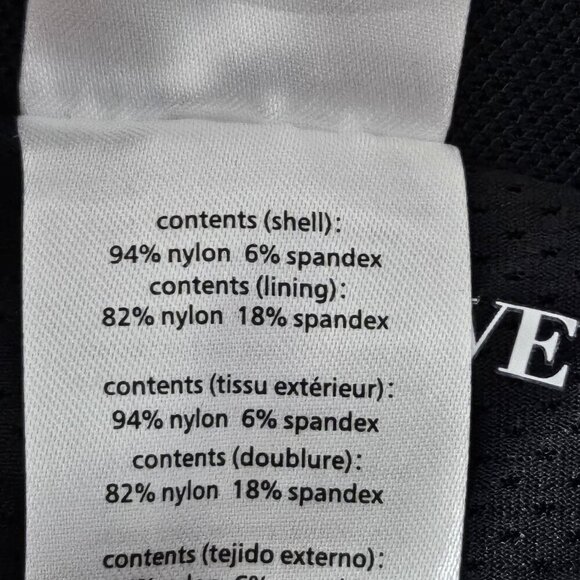 contents (shell):
94% nylon 6% spandex
contents (lining):
82% nylon 18% spandex
contents (tissu extérieur):
94% nylon 6% spandex
contents (doublure):
82% nylon 18% spandex
contents (tejido externo):
VE